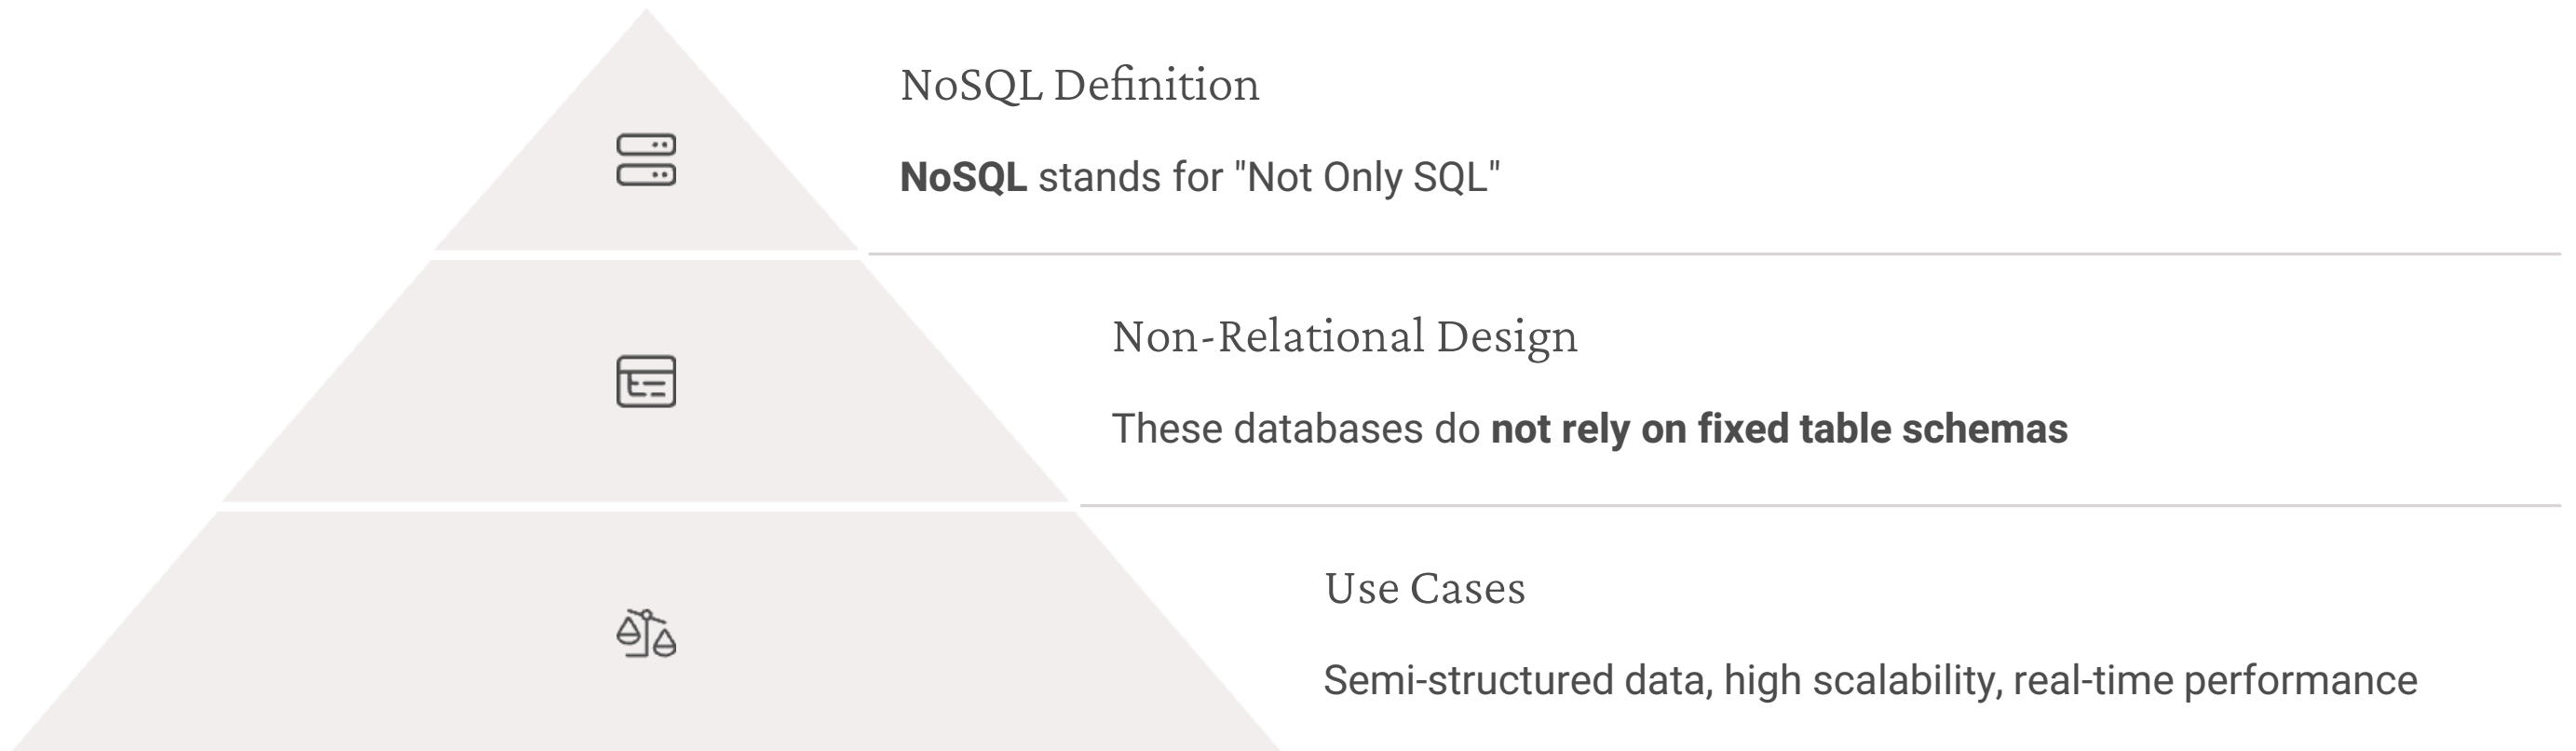 NoSQL Definition
NoSQL stands for "Not Only SQL"
Non-Relational Design
These databases do not rely on fixed table schemas
Use Cases
Semi-structured data, high scalability, real-time performance